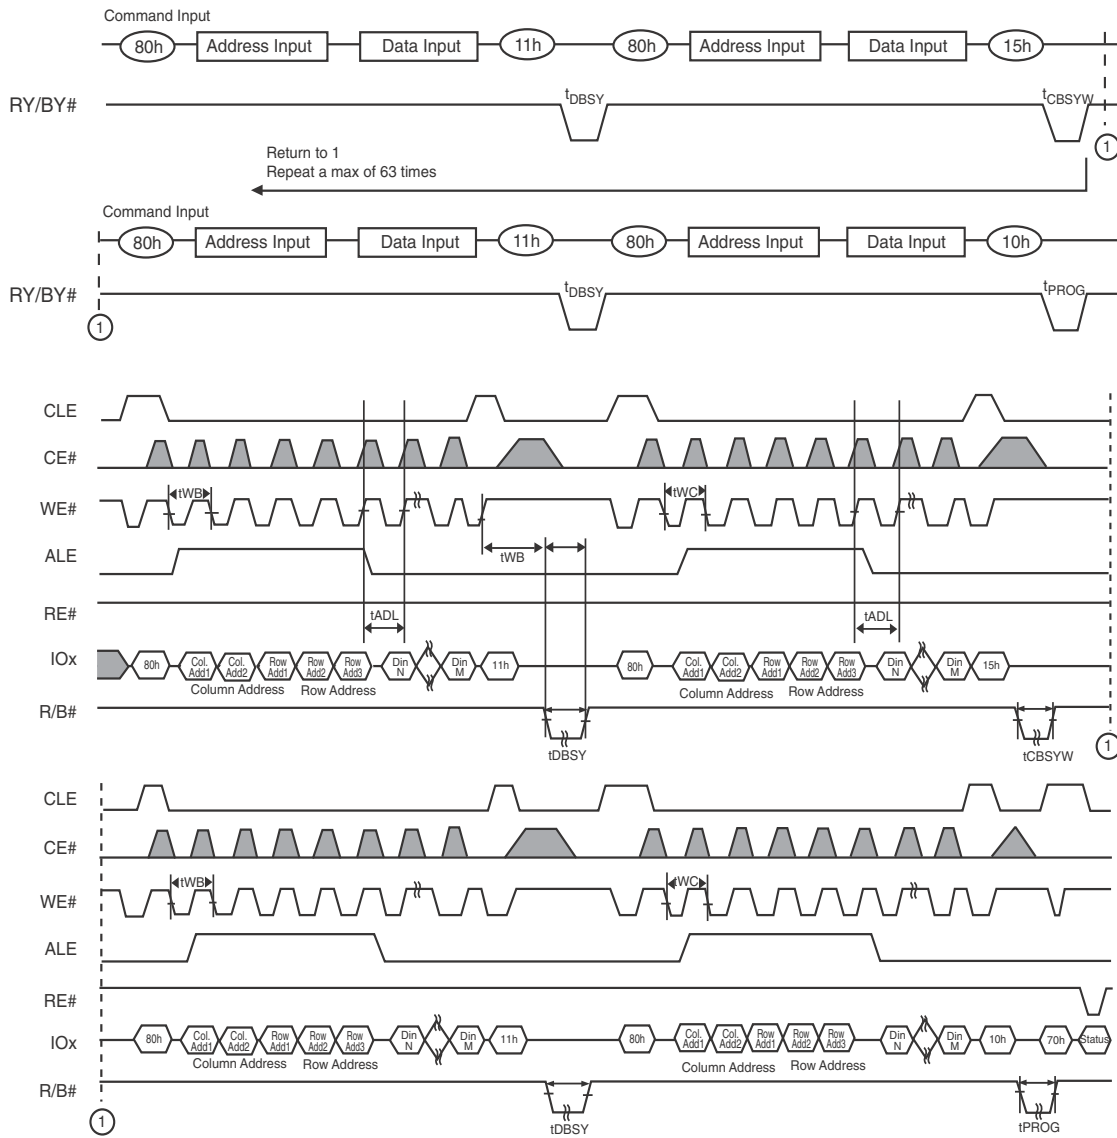 Command Input
80h Address Input Data Input 11h 80h Address Input Data Input 15h
RY/BY# tDBSY tCBSYW
1
Return to 1
Repeat a max of 63 times
Command Input
80h Address Input Data Input 11h 80h Address Input Data Input 10h
RY/BY# tDBSY tPROG
1
CLE
CE#
WE# tWB tWC
ALE tWB
RE# tADL tADL
IOx 80h Col. Add1 Col. Add2 Row Add1 Row Add2 Row Add3 Din N Din M 11h 80h Col. Add1 Col. Add2 Row Add1 Row Add2 Row Add3 Din N Din M 15h
Column Address Row Address Column Address Row Address
R/B#
tDBSY tCBSYW 1
CLE
CE#
WE# tWB tWC
ALE
RE#
IOx 80h Col. Add1 Col. Add2 Row Add1 Row Add2 Row Add3 Din N Din M 11h 80h Col. Add1 Col. Add2 Row Add1 Row Add2 Row Add3 Din N Din M 10h 70h Status
Column Address Row Address Column Address Row Address
R/B#
1 tDBSY tPROG